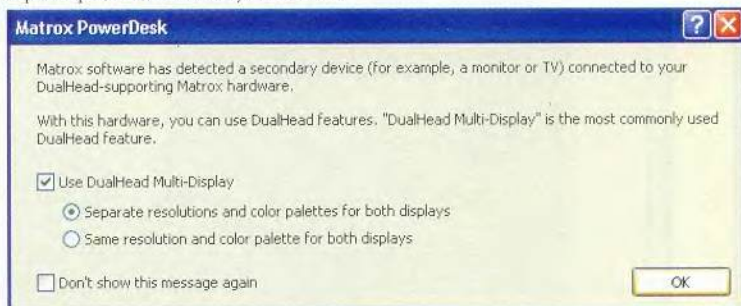 Matrox PowerDesk
Matrox software has detected a secondary device (for example, a monitor or TV) connected to your
DualHead-supporting Matrox hardware.
With this hardware, you can use DualHead features. "DualHead Multi-Display" is the most commonly used
DualHead feature.
Use DualHead Multi-Display
Separate resolutions and color palettes for both displays
Same resolution and color palette for both displays
Don't show this message again
OK